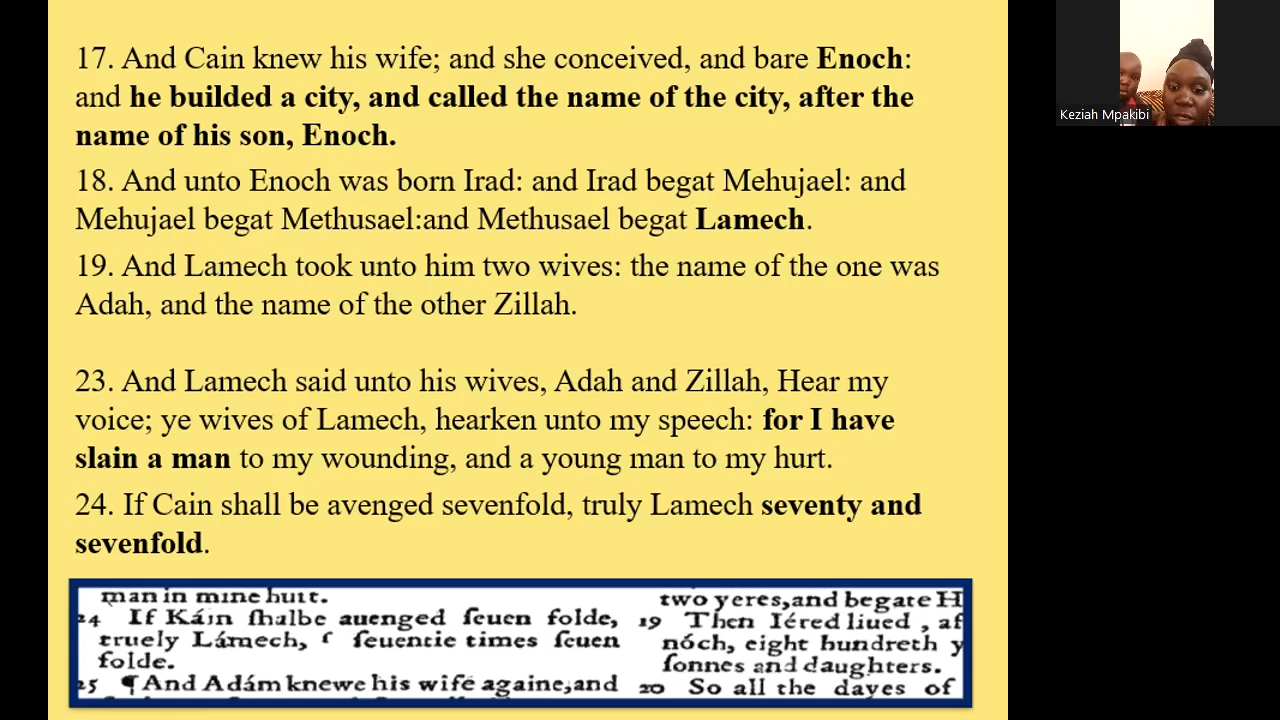 17. And Cain knew his wife; and she conceived, and bare Enoch:
and he builded a city, and called the name of the city, after the
name of his son, Enoch.
18. And unto Enoch was born Irad: and Irad begat Mehujael: and
Mehujael begat Methusael:and Methusael begat Lamech.
19. And Lamech took unto him two wives: the name of the one was
Adah, and the name of the other Zillah.
23. And Lamech said unto his wives, Adah and Zillah, Hear my
voice; ye wives of Lamech, hearken unto my speech: for I have
slain a man to my wounding, and a young man to my hurt.
24. If Cain shall be avenged sevenfold, truly Lamech seventy and
sevenfold.
man in mine hurt.
24 If Káin ſhalbe auenged ſeuen folde,
truely Lámech, ſ ſeuentie times ſeuen
folde.
25 ¶And Adám knewe his wife againe,and
two yeres,and begate H
19 Then Iéred liued , af
nóch, eight hundreth y
ſonnes and daughters.
20 So all the dayes of
Keziah Mpakibi